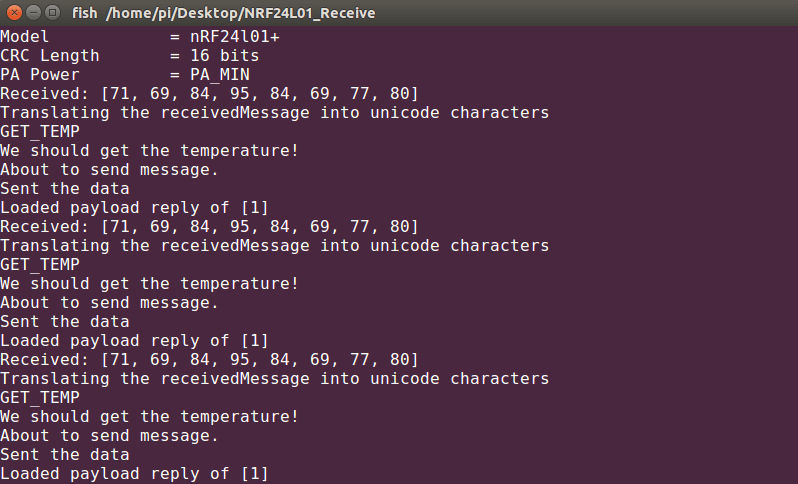 fish /home/pi/Desktop/NRF24L01_Receive
Model = nRF24l01+
CRC Length = 16 bits
PA Power = PA_MIN
Received: [71, 69, 84, 95, 84, 69, 77, 80]
Translating the receivedMessage into unicode characters
GET_TEMP
We should get the temperature!
About to send message.
Sent the data
Loaded payload reply of [1]
Received: [71, 69, 84, 95, 84, 69, 77, 80]
Translating the receivedMessage into unicode characters
GET_TEMP
We should get the temperature!
About to send message.
Sent the data
Loaded payload reply of [1]
Received: [71, 69, 84, 95, 84, 69, 77, 80]
Translating the receivedMessage into unicode characters
GET_TEMP
We should get the temperature!
About to send message.
Sent the data
Loaded payload reply of [1]